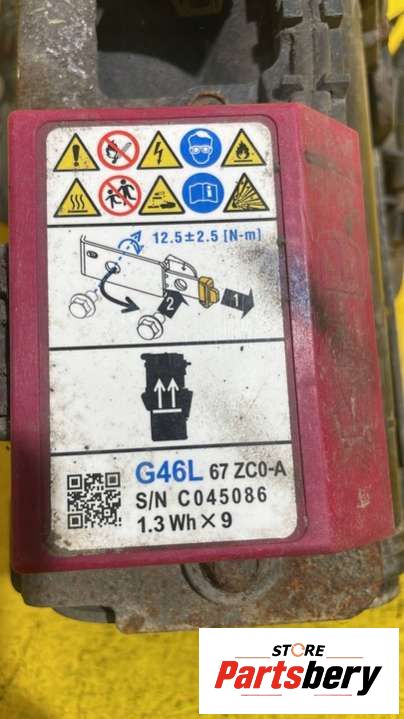 12.5±2.5 [N-m]
1
2
G46L 67 ZC0-A
S/N C045086
1.3 Wh×9
STORE
Partsbery